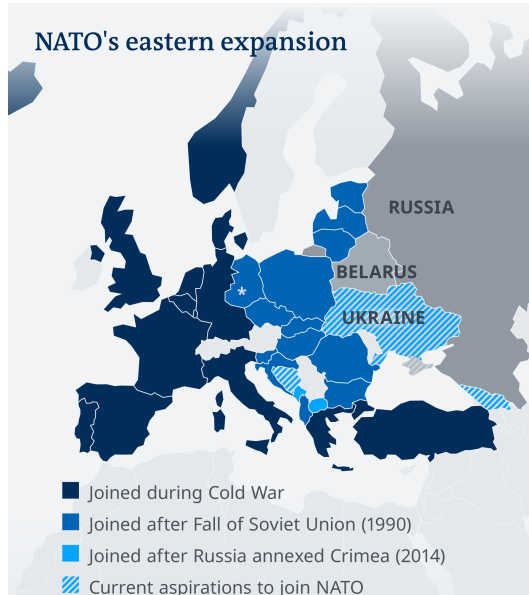 NATO's eastern expansion
RUSSIA
BELARUS
*
UKRAINE
Joined during Cold War
Joined after Fall of Soviet Union (1990)
Joined after Russia annexed Crimea (2014)
Current aspirations to join NATO